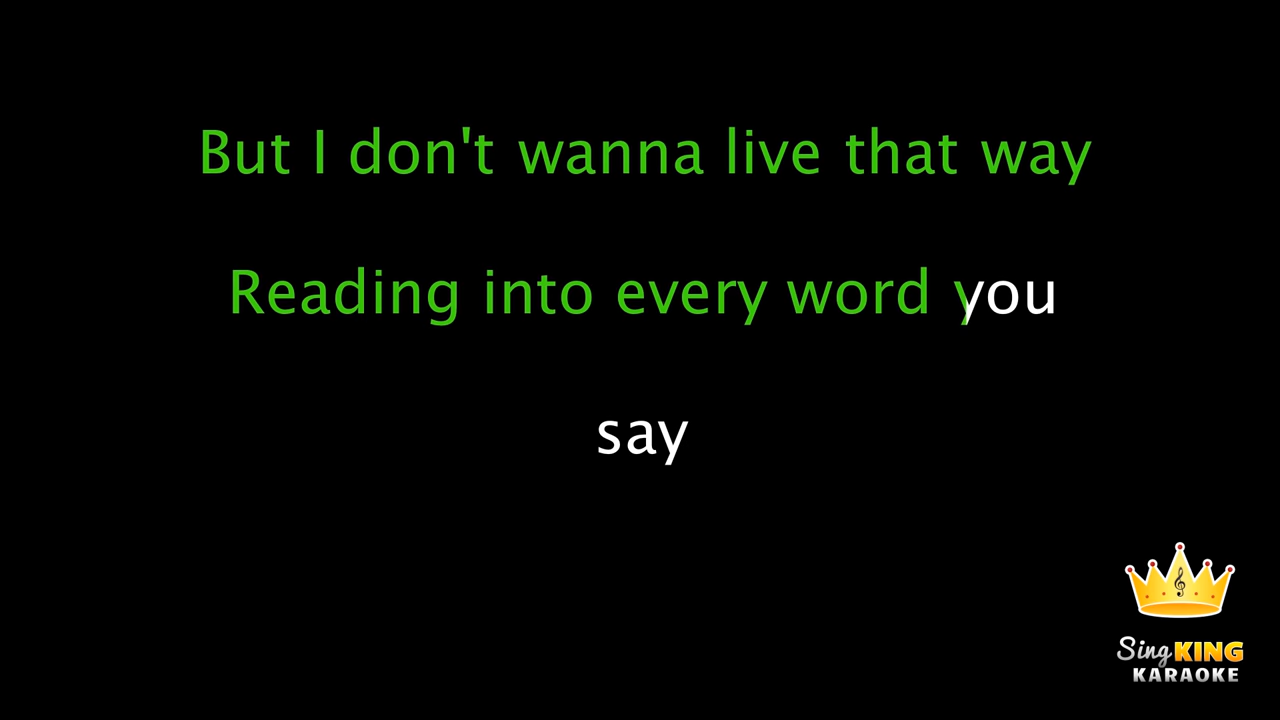 But I don't wanna live that way
Reading into every word you
say
Sing KING
KARAOKE